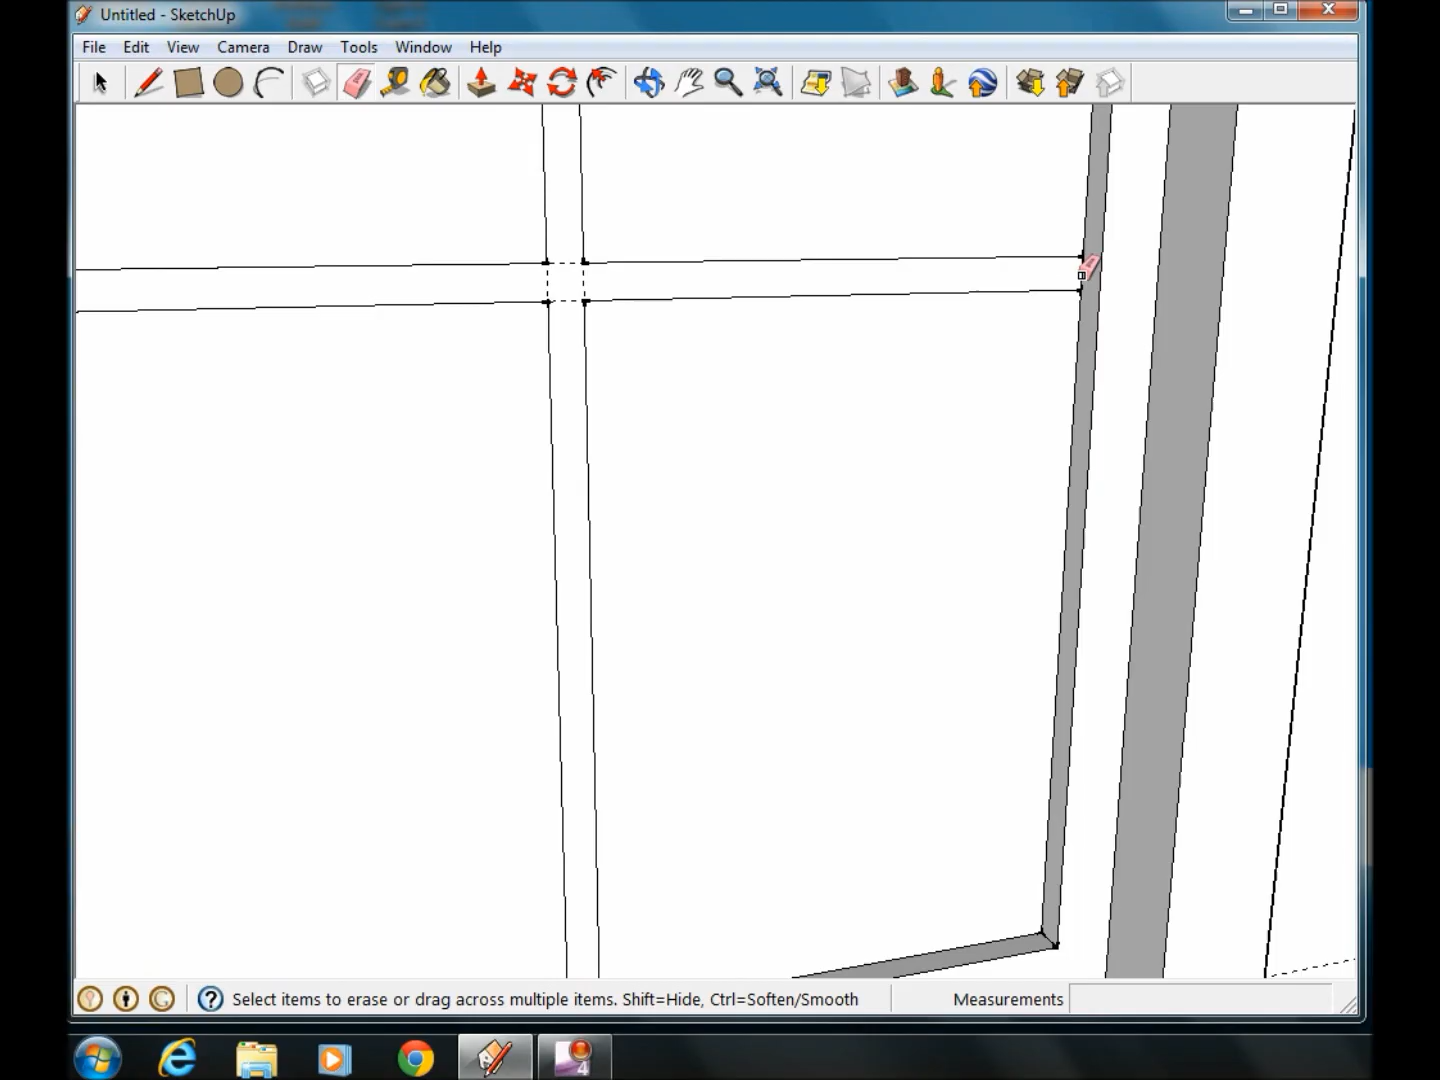 Untitled - SketchUp
File Edit View Camera Draw Tools Window Help
Select items to erase or drag across multiple items. Shift=Hide, Ctrl=Soften/Smooth Measurements
4